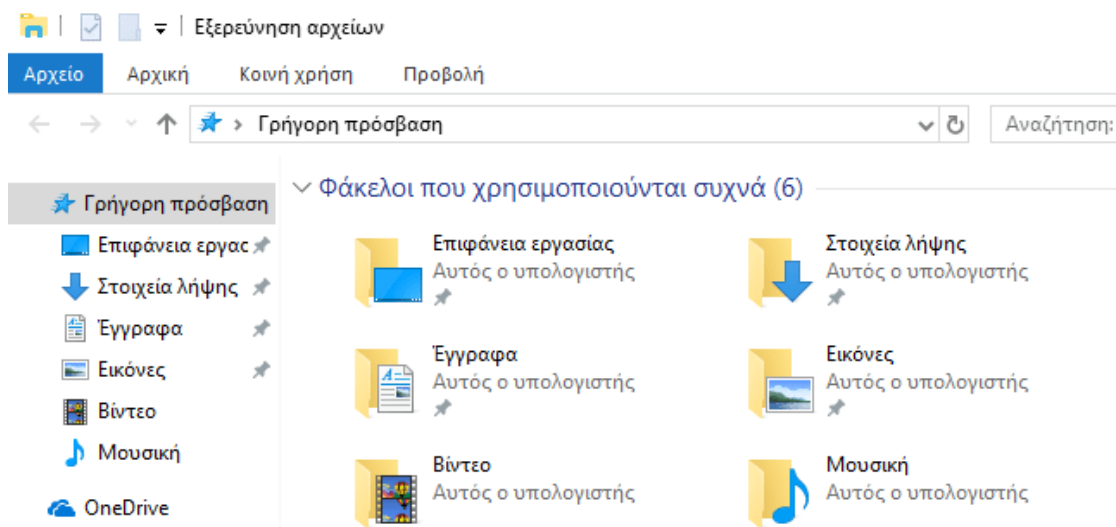 Εξερεύνηση αρχείων
Αρχείο Αρχική Κοινή χρήση Προβολή
Γρήγορη πρόσβαση Αναζήτηση:
Γρήγορη πρόσβαση
Επιφάνεια εργας
Στοιχεία λήψης
Έγγραφα
Εικόνες
Βίντεο
Μουσική
OneDrive
Φάκελοι που χρησιμοποιούνται συχνά (6)
Επιφάνεια εργασίας
Αυτός ο υπολογιστής
Στοιχεία λήψης
Αυτός ο υπολογιστής
Έγγραφα
Αυτός ο υπολογιστής
Εικόνες
Αυτός ο υπολογιστής
Βίντεο
Αυτός ο υπολογιστής
Μουσική
Αυτός ο υπολογιστής